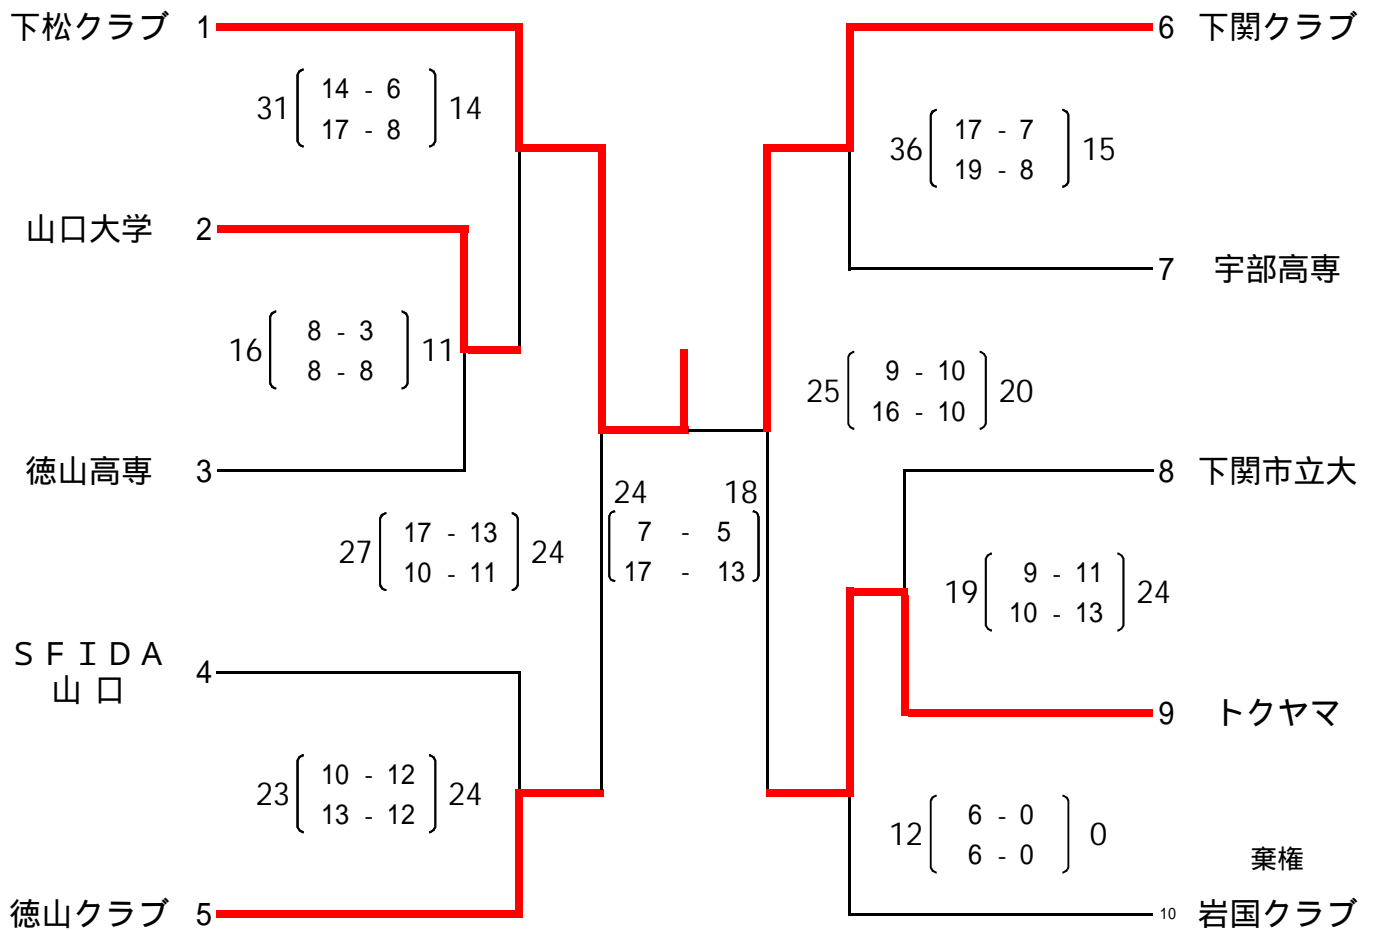 下松クラブ 1
31 14 - 6 14
17 - 8
山口大学 2
16 8 - 3 11
8 - 8
徳山高専 3
27 17 - 13 24
10 - 11
ＳＦＩＤＡ
山 口 4
23 10 - 12 24
13 - 12
徳山クラブ 5
24 18
7 - 5
17 - 13
6 下関クラブ
36 17 - 7 15
19 - 8
7 宇部高専
25 9 - 10 20
16 - 10
8 下関市立大
19 9 - 11 24
10 - 13
9 トクヤマ
12 6 - 0 0
6 - 0
棄権
10 岩国クラブ